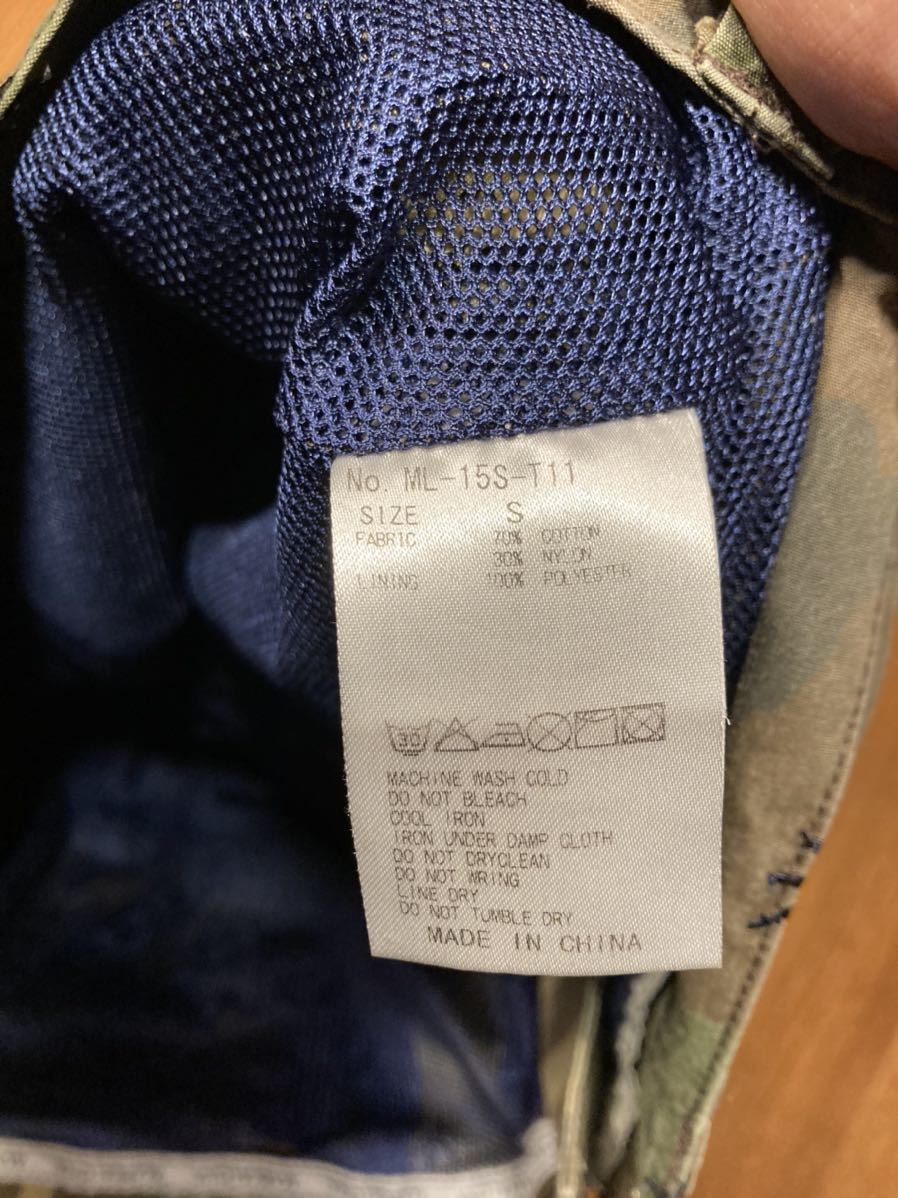 No. ML-15S-T11
SIZE S
FABRIC 70% COTTON
30% NYLON
LINING 100% POLYESTER
30
MACHINE WASH COLD
DO NOT BLEACH
COOL IRON
IRON UNDER DAMP CLOTH
DO NOT DRYCLEAN
DO NOT WRING
LINE DRY
DO NOT TUMBLE DRY
MADE IN CHINA